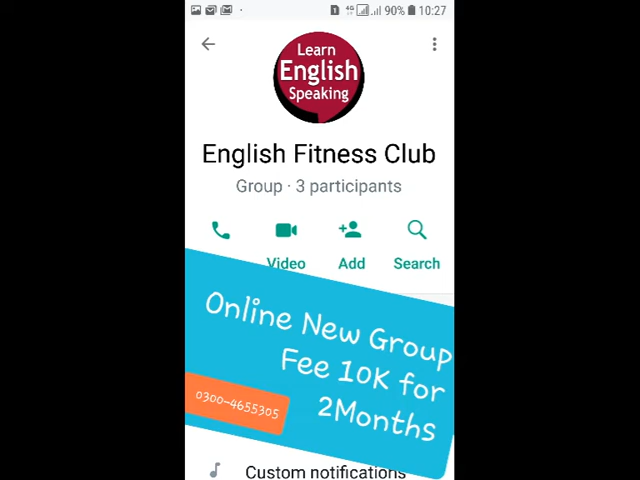 90% 10:27
Learn
English
Speaking
English Fitness Club
Group · 3 participants
Video Add Search
Online New Group
Fee 10K for
2Months
0300-4655305
Custom notifications